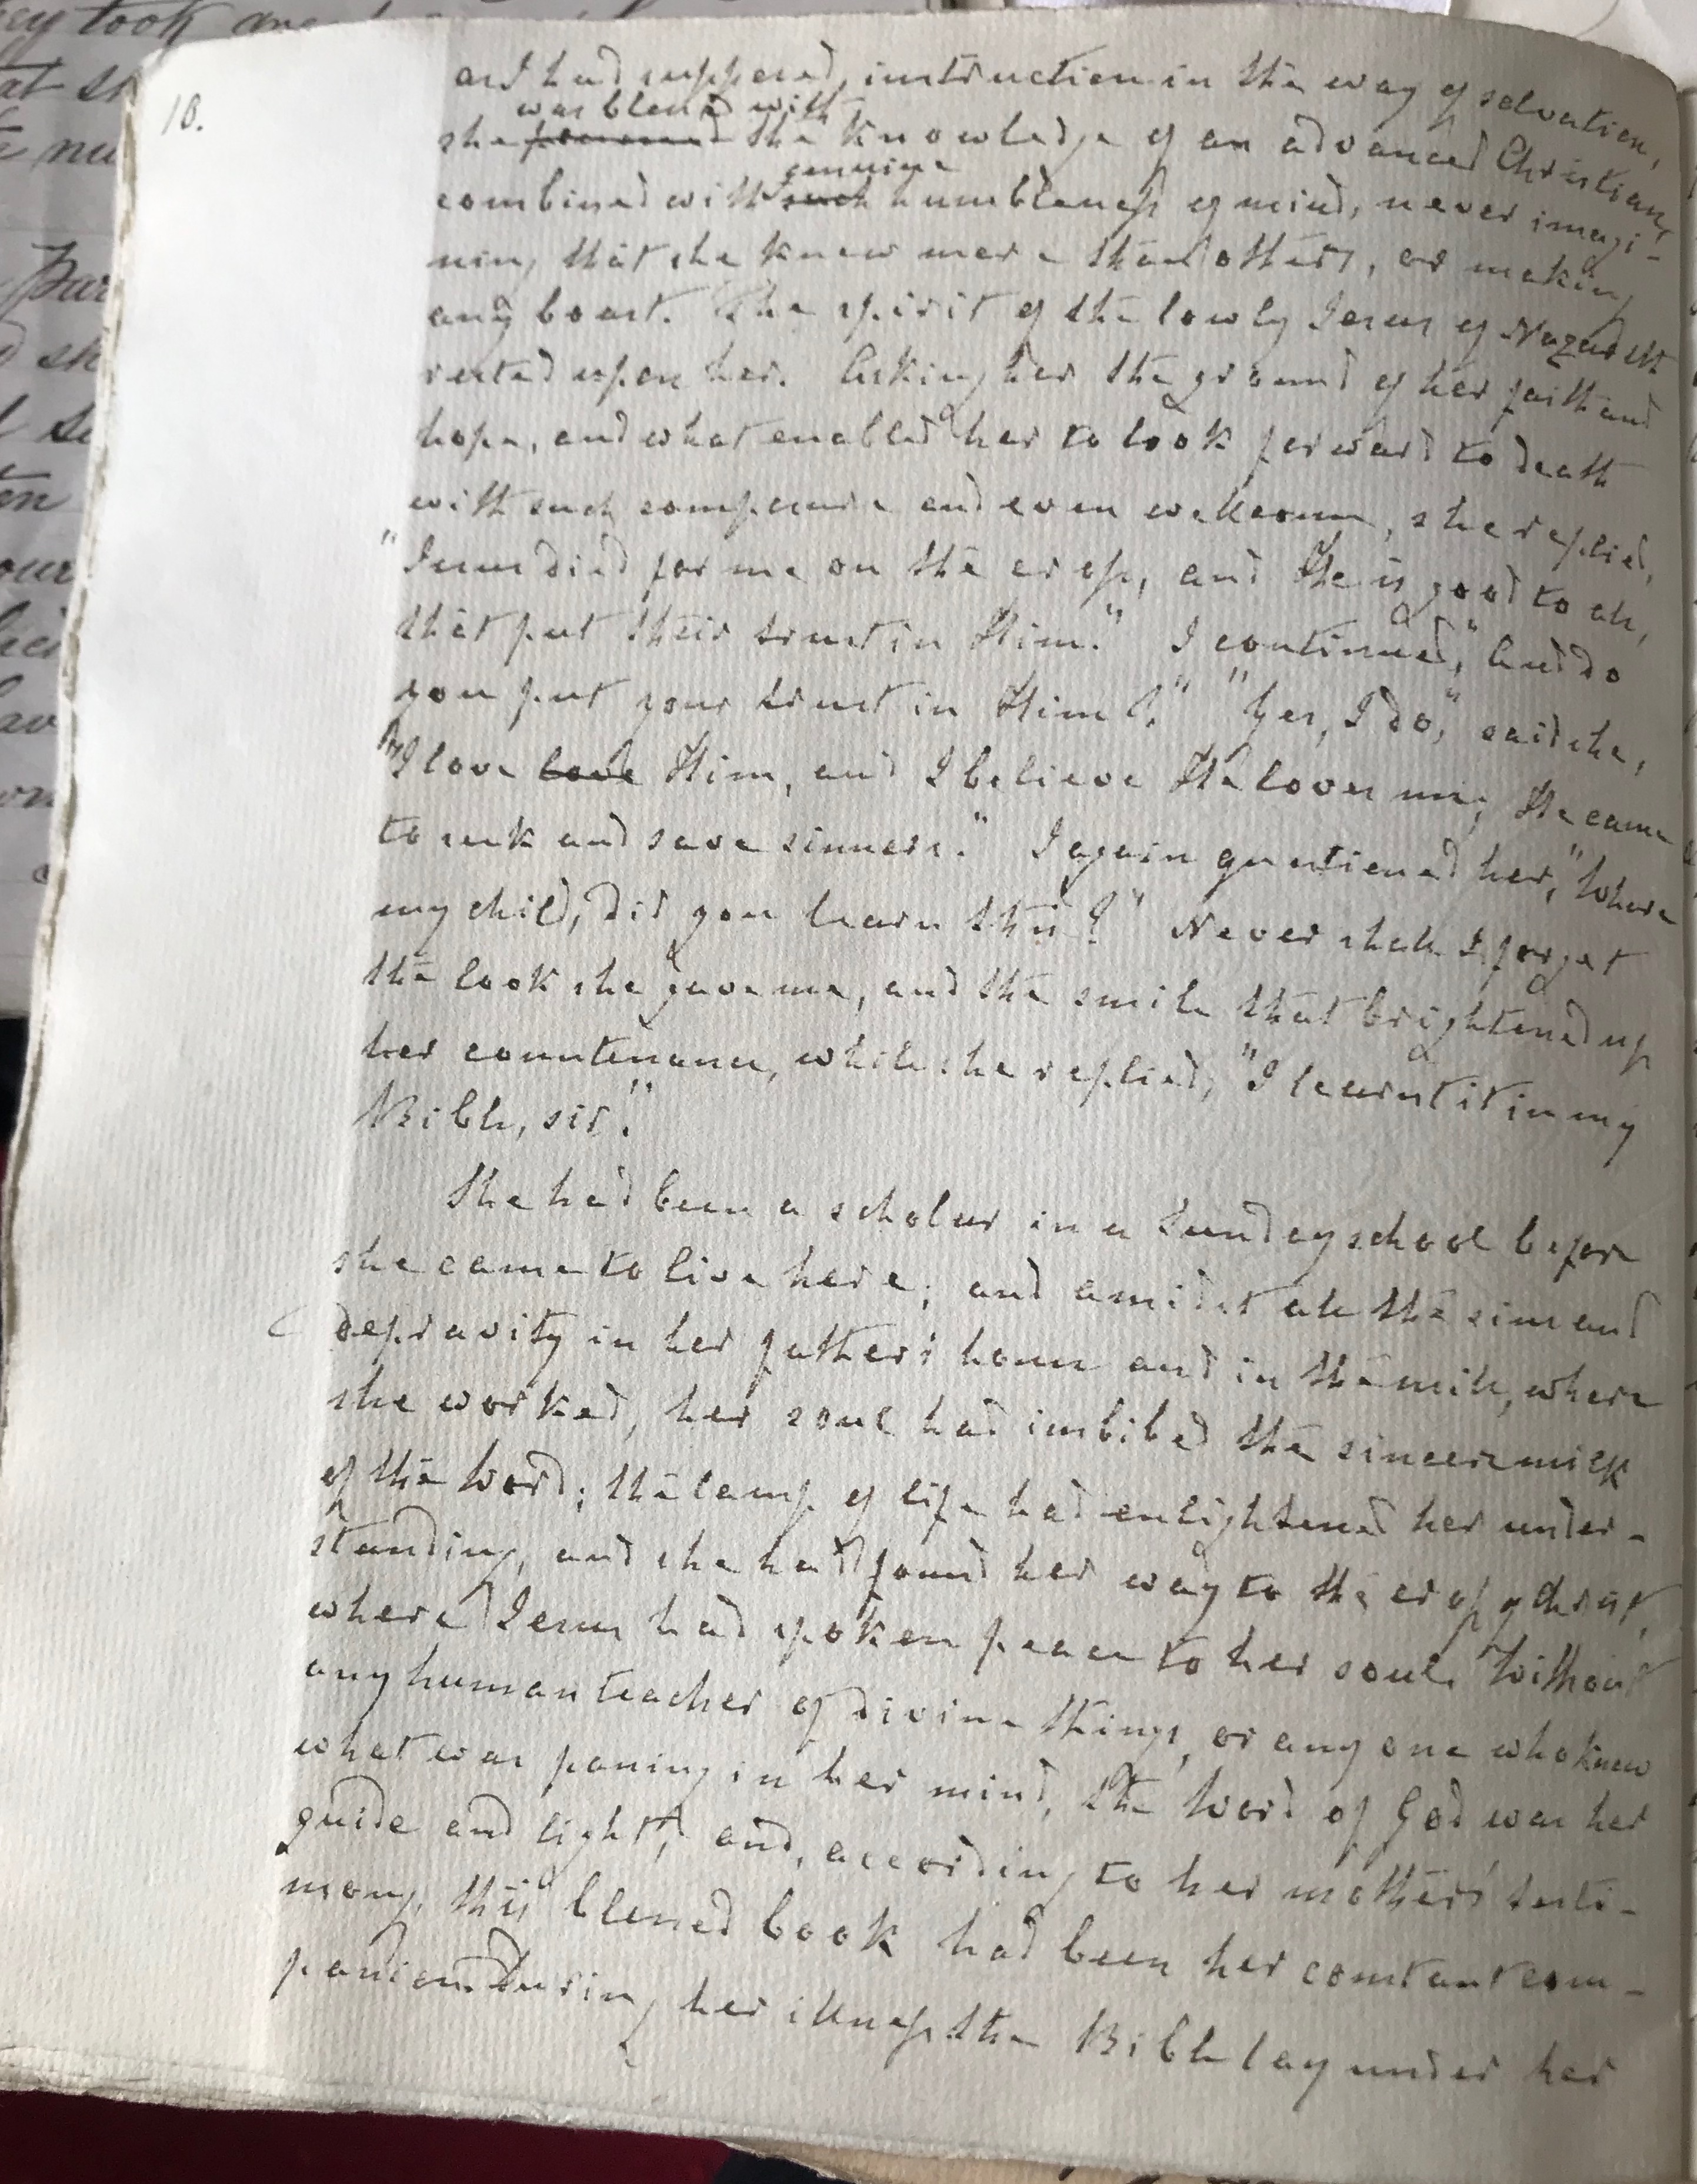 18.
as I had supposed, instruction in the way of salvation,
was blessed with
she possessed the knowledge of an advanced Christian,
genuine
combined with such humbleness of mind, never imagi-
ning that she knew more than others, or making
any boast. The spirit of the lowly Jesus of Nazareth
rested upon her. Asking her the ground of her faith and
hope, and what enabled her to look forward to death
with such composure and even welcome, she replied,
"Jesus died for me on the cross, and He is good to all,
that put their trust in Him." I continued, "And do
you put your trust in Him?" "Yes, I do," said she,
"I love love Him, and I believe He loves me; He came
to seek and save sinners." I again questioned her, "Where
my child, did you learn this?" Never shall I forget
the look she gave me, and the smile that brightened up
her countenance, while she replied, "I learnt it in my
Bible, sir."
She had been a scholar in a Sunday school before
she came to live here; and amidst all the sins and
depravity in her father's house and in the mill, where
she worked, her soul had imbibed the sincere milk
of the Word; the lamp of life had enlightened her under-
standing, and she had found her way to the cross of Christ,
where Jesus had spoken peace to her soul. Without
any human teacher of divine things, or any one who knew
what was passing in her mind, the Word of God was her
guide and light; and, according to her mother's testi-
mony, this blessed book had been her constant com-
panion. During her illness the Bible lay under her